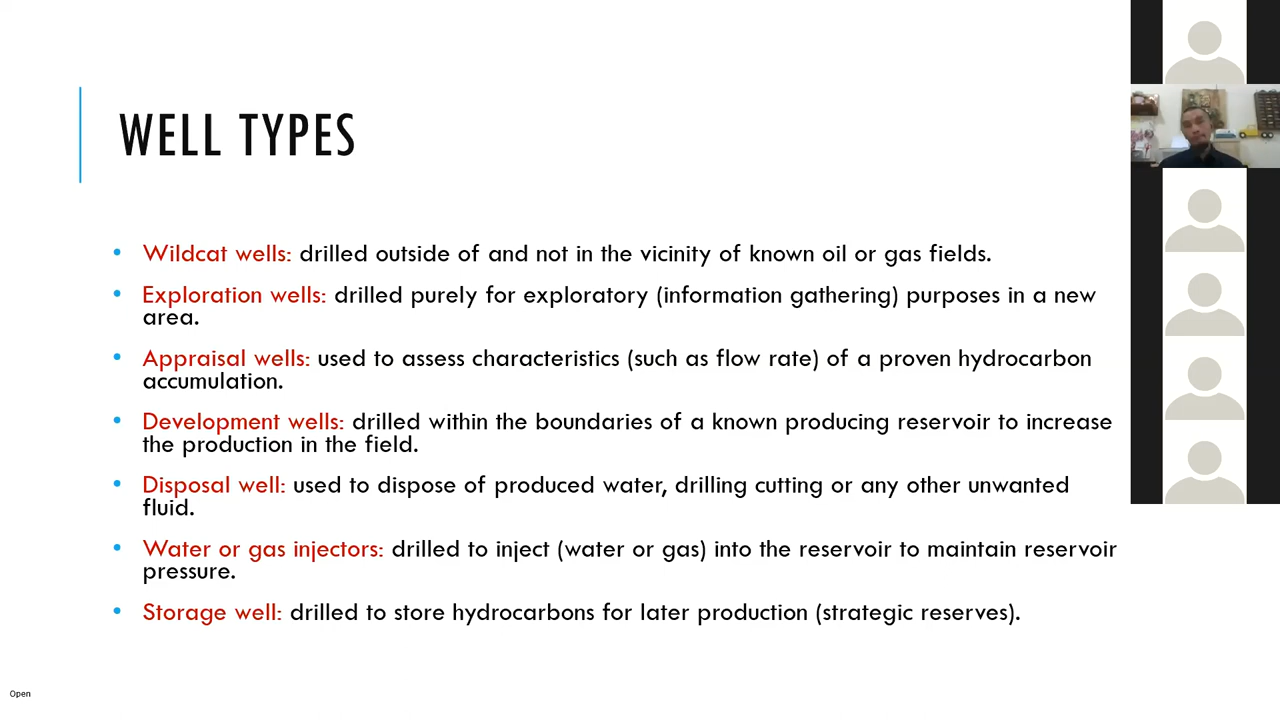 WELL TYPES
• Wildcat wells: drilled outside of and not in the vicinity of known oil or gas fields.
• Exploration wells: drilled purely for exploratory (information gathering) purposes in a new
area.
• Appraisal wells: used to assess characteristics (such as flow rate) of a proven hydrocarbon
accumulation.
• Development wells: drilled within the boundaries of a known producing reservoir to increase
the production in the field.
• Disposal well: used to dispose of produced water, drilling cutting or any other unwanted
fluid.
• Water or gas injectors: drilled to inject (water or gas) into the reservoir to maintain reservoir
pressure.
• Storage well: drilled to store hydrocarbons for later production (strategic reserves).
Open